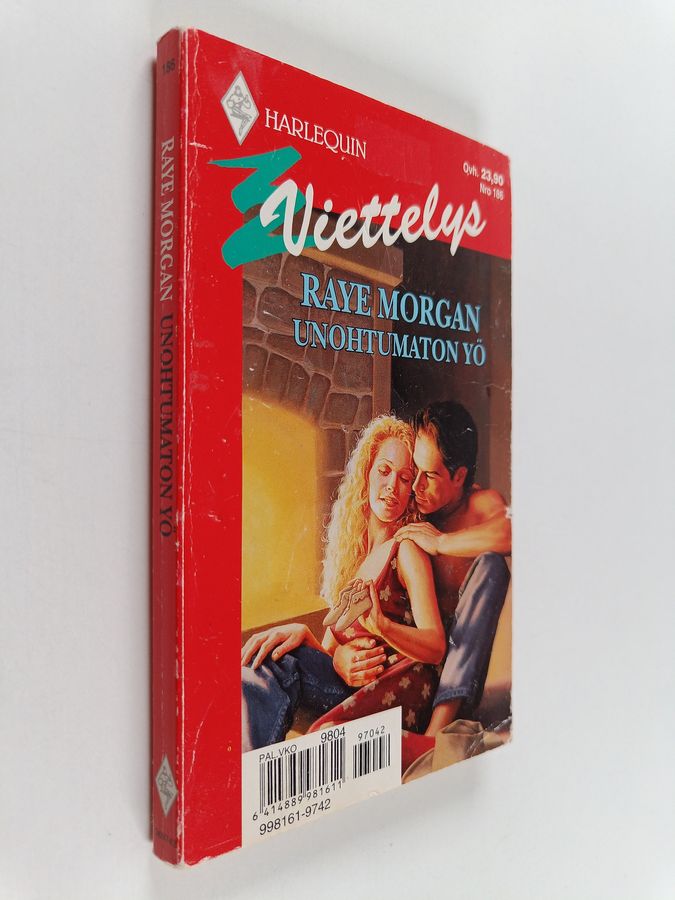 186
RAYE MORGAN UNOHTUMATON YÖ
HARLEQUIN
Ovh. 23,90
Nro 186
Viettelys
RAYE MORGAN
UNOHTUMATON YÖ
PAL.VKO 9804 97042
6 414889 981611
998161-9742